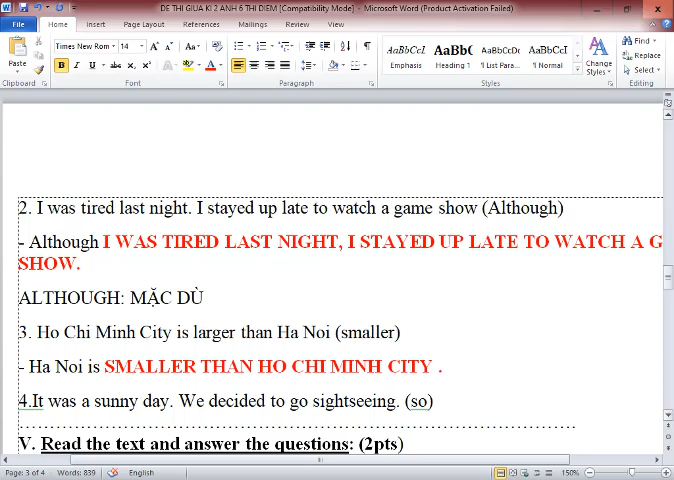 DE THI GIUA KI 2 ANH 6 THI DIEM [Compatibility Mode] - Microsoft Word (Product Activation Failed)
File Home Insert Page Layout References Mailings Review View
Paste
Times New Rom 14
Aa
B I U abc x₂ x² A ab A
AaBbCcI AaBbC AaBbCcDc AaBbCcI
Emphasis Heading 1 ¶ List Para... ¶ Normal
Change Styles
Find
Replace
Select
Clipboard Font Paragraph Styles Editing
2. I was tired last night. I stayed up late to watch a game show (Although)
- Although I WAS TIRED LAST NIGHT, I STAYED UP LATE TO WATCH A G
SHOW.
ALTHOUGH: MẶC DÙ
3. Ho Chi Minh City is larger than Ha Noi (smaller)
- Ha Noi is SMALLER THAN HO CHI MINH CITY .
4.It was a sunny day. We decided to go sightseeing. (so)
V. Read the text and answer the questions: (2pts)
Page: 3 of 4 Words: 839 English 150%